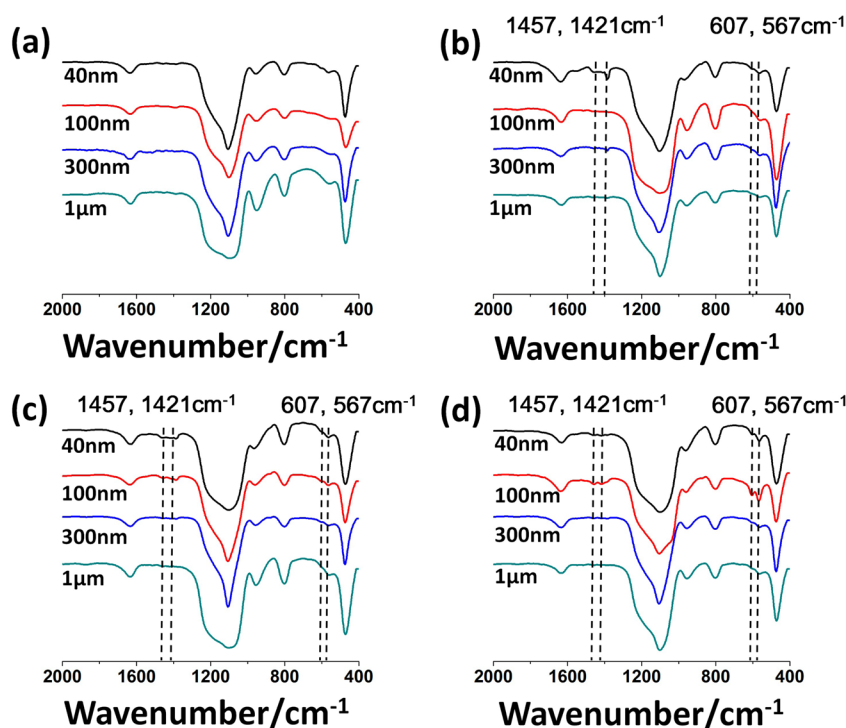 (a)
40nm
100nm
300nm
1μm
2000 1600 1200 800 400
Wavenumber/cm-1
(b)
1457, 1421cm-1 607, 567cm-1
40nm
100nm
300nm
1μm
2000 1600 1200 800 400
Wavenumber/cm-1
(c)
1457, 1421cm-1 607, 567cm-1
40nm
100nm
300nm
1μm
2000 1600 1200 800 400
Wavenumber/cm-1
(d)
1457, 1421cm-1 607, 567cm-1
40nm
100nm
300nm
1μm
2000 1600 1200 800 400
Wavenumber/cm-1